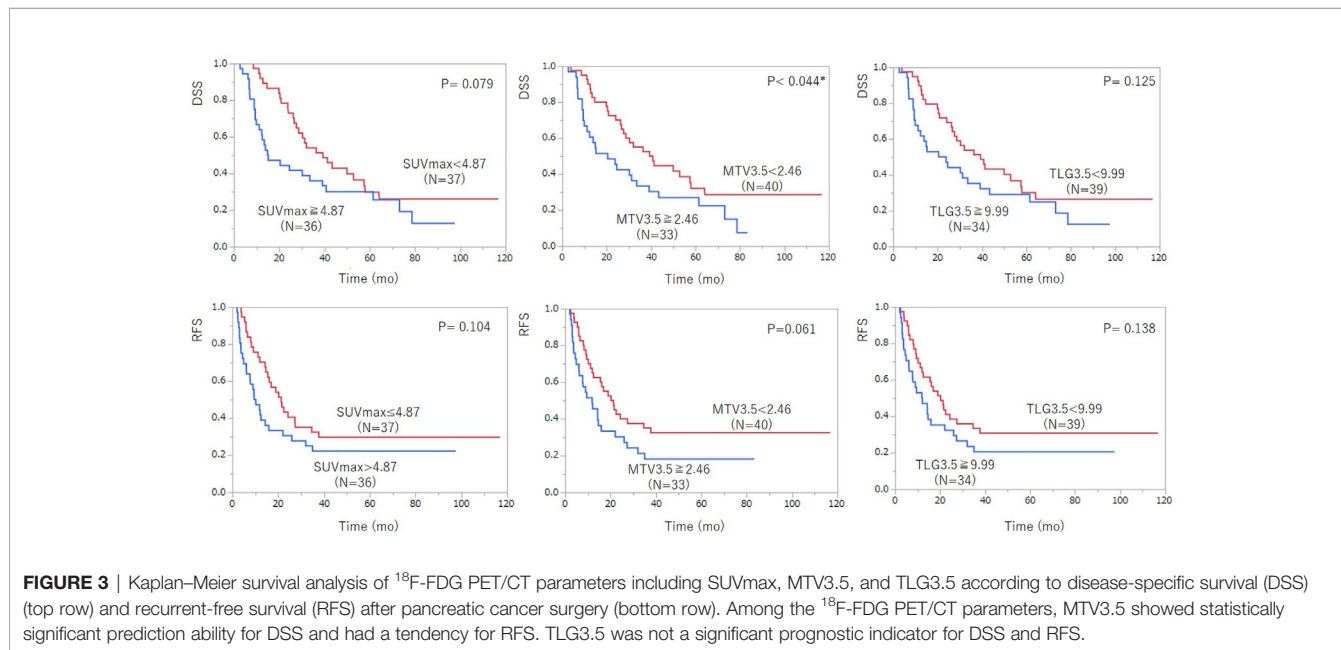 DSS
1.0
0.8
0.6
0.4
0.2
0.0
P= 0.079
SUVmax<4.87
(N=37)
SUVmax≧4.87
(N=36)
0 20 40 60 80 100 120
Time (mo)
DSS
1.0
0.8
0.6
0.4
0.2
0.0
P< 0.044*
MTV3.5<2.46
(N=40)
MTV3.5≧2.46
(N=33)
0 20 40 60 80 100 120
Time (mo)
DSS
1.0
0.8
0.6
0.4
0.2
0.0
P= 0.125
TLG3.5<9.99
(N=39)
TLG3.5≧9.99
(N=34)
0 20 40 60 80 100 120
Time (mo)
RFS
1.0
0.8
0.6
0.4
0.2
0.0
P= 0.104
SUVmax≤4.87
(N=37)
SUVmax>4.87
(N=36)
0 20 40 60 80 100 120
Time (mo)
RFS
1.0
0.8
0.6
0.4
0.2
0.0
P=0.061
MTV3.5<2.46
(N=40)
MTV3.5≧2.46
(N=33)
0 20 40 60 80 100 120
Time (mo)
RFS
1.0
0.8
0.6
0.4
0.2
0.0
P= 0.138
TLG3.5<9.99
(N=39)
TLG3.5≧9.99
(N=34)
0 20 40 60 80 100 120
Time (mo)
FIGURE 3 | Kaplan–Meier survival analysis of ¹⁸F-FDG PET/CT parameters including SUVmax, MTV3.5, and TLG3.5 according to disease-specific survival (DSS)
(top row) and recurrent-free survival (RFS) after pancreatic cancer surgery (bottom row). Among the ¹⁸F-FDG PET/CT parameters, MTV3.5 showed statistically
significant prediction ability for DSS and had a tendency for RFS. TLG3.5 was not a significant prognostic indicator for DSS and RFS.